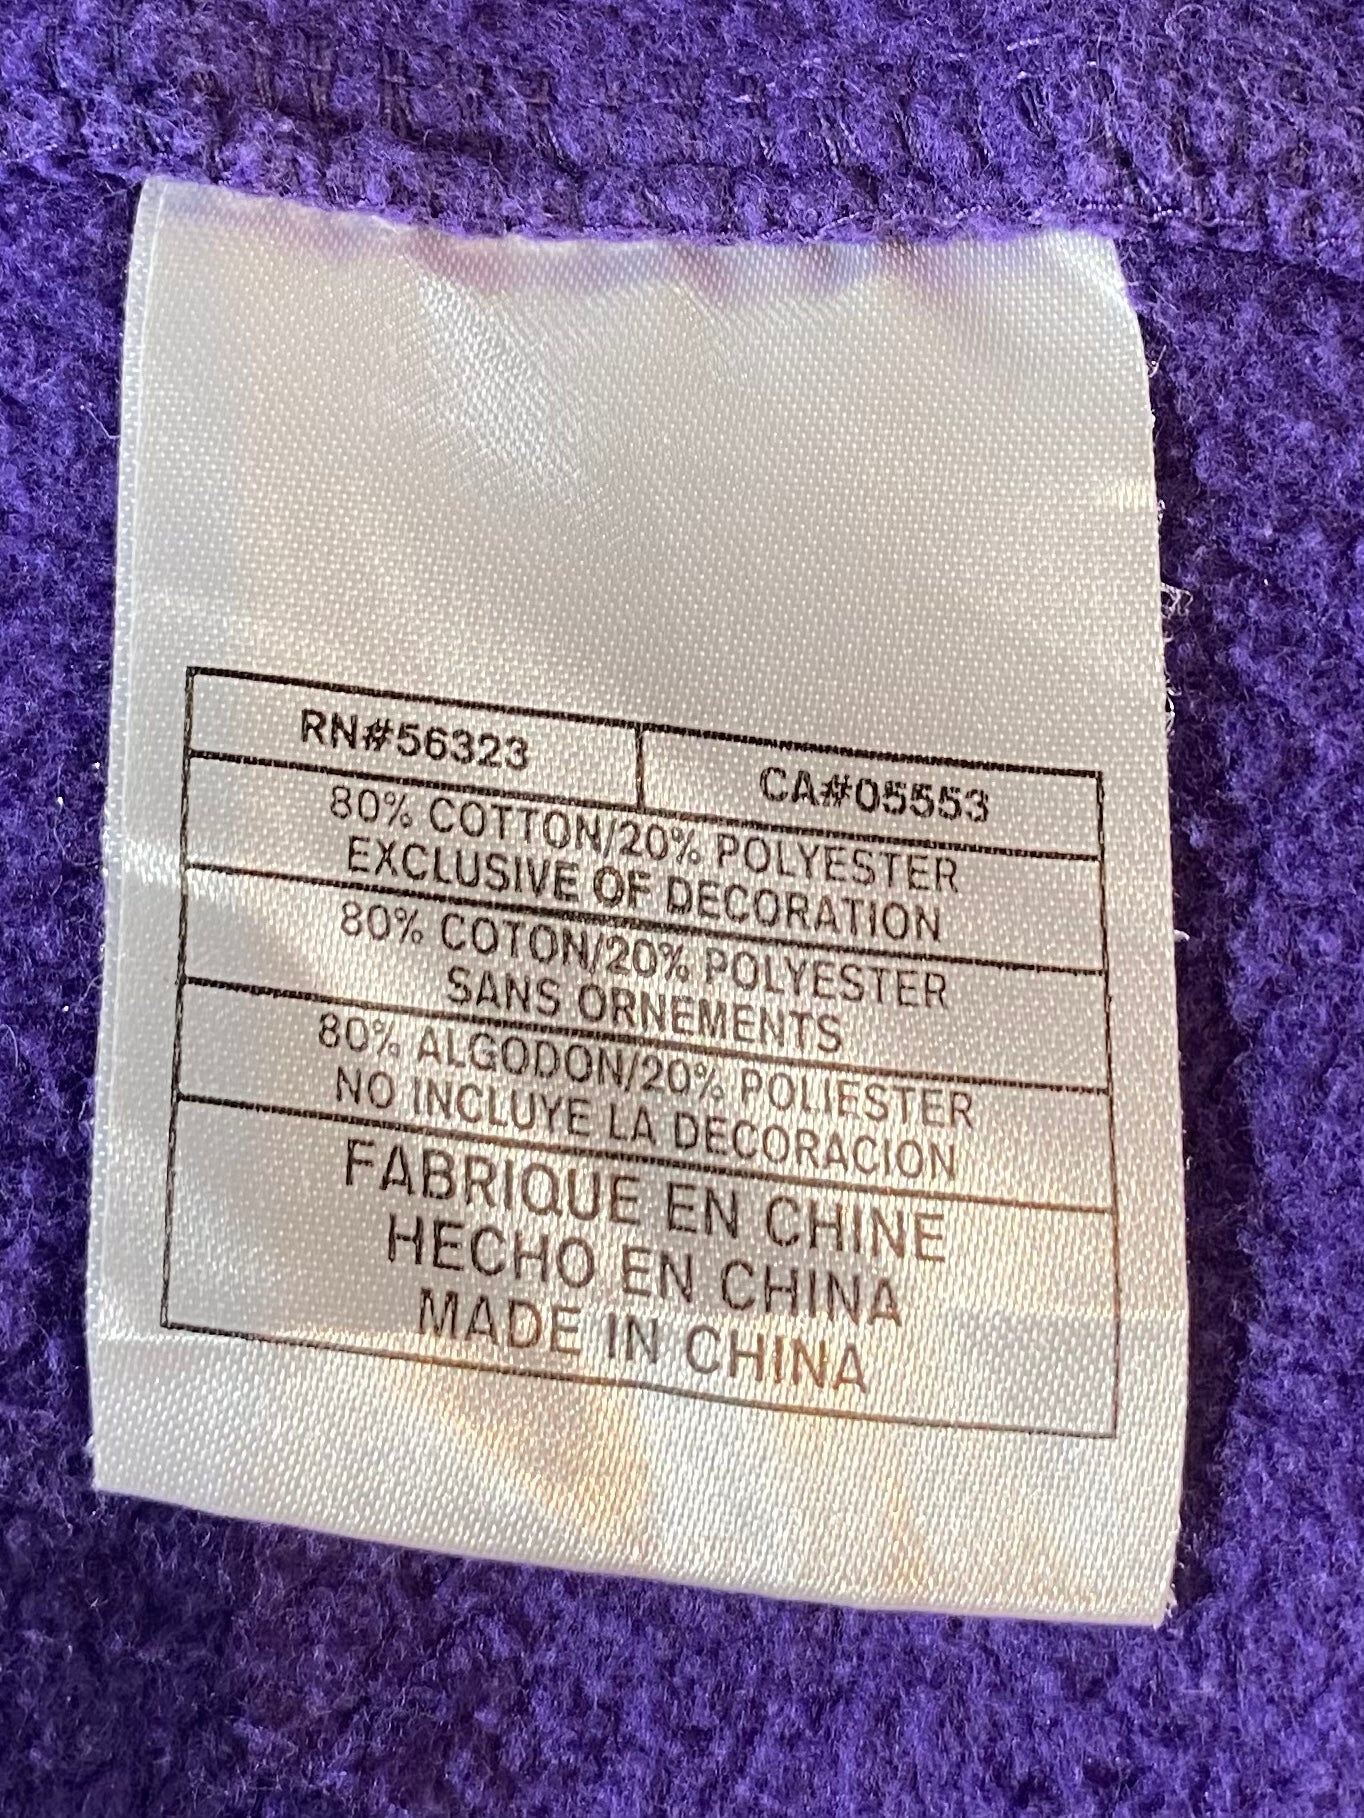 RN#56323
CA#05553
80% COTTON/20% POLYESTER
EXCLUSIVE OF DECORATION
80% COTON/20% POLYESTER
SANS ORNEMENTS
80% ALGODON/20% POLIESTER
NO INCLUYE LA DECORACION
FABRIQUE EN CHINE
HECHO EN CHINA
MADE IN CHINA